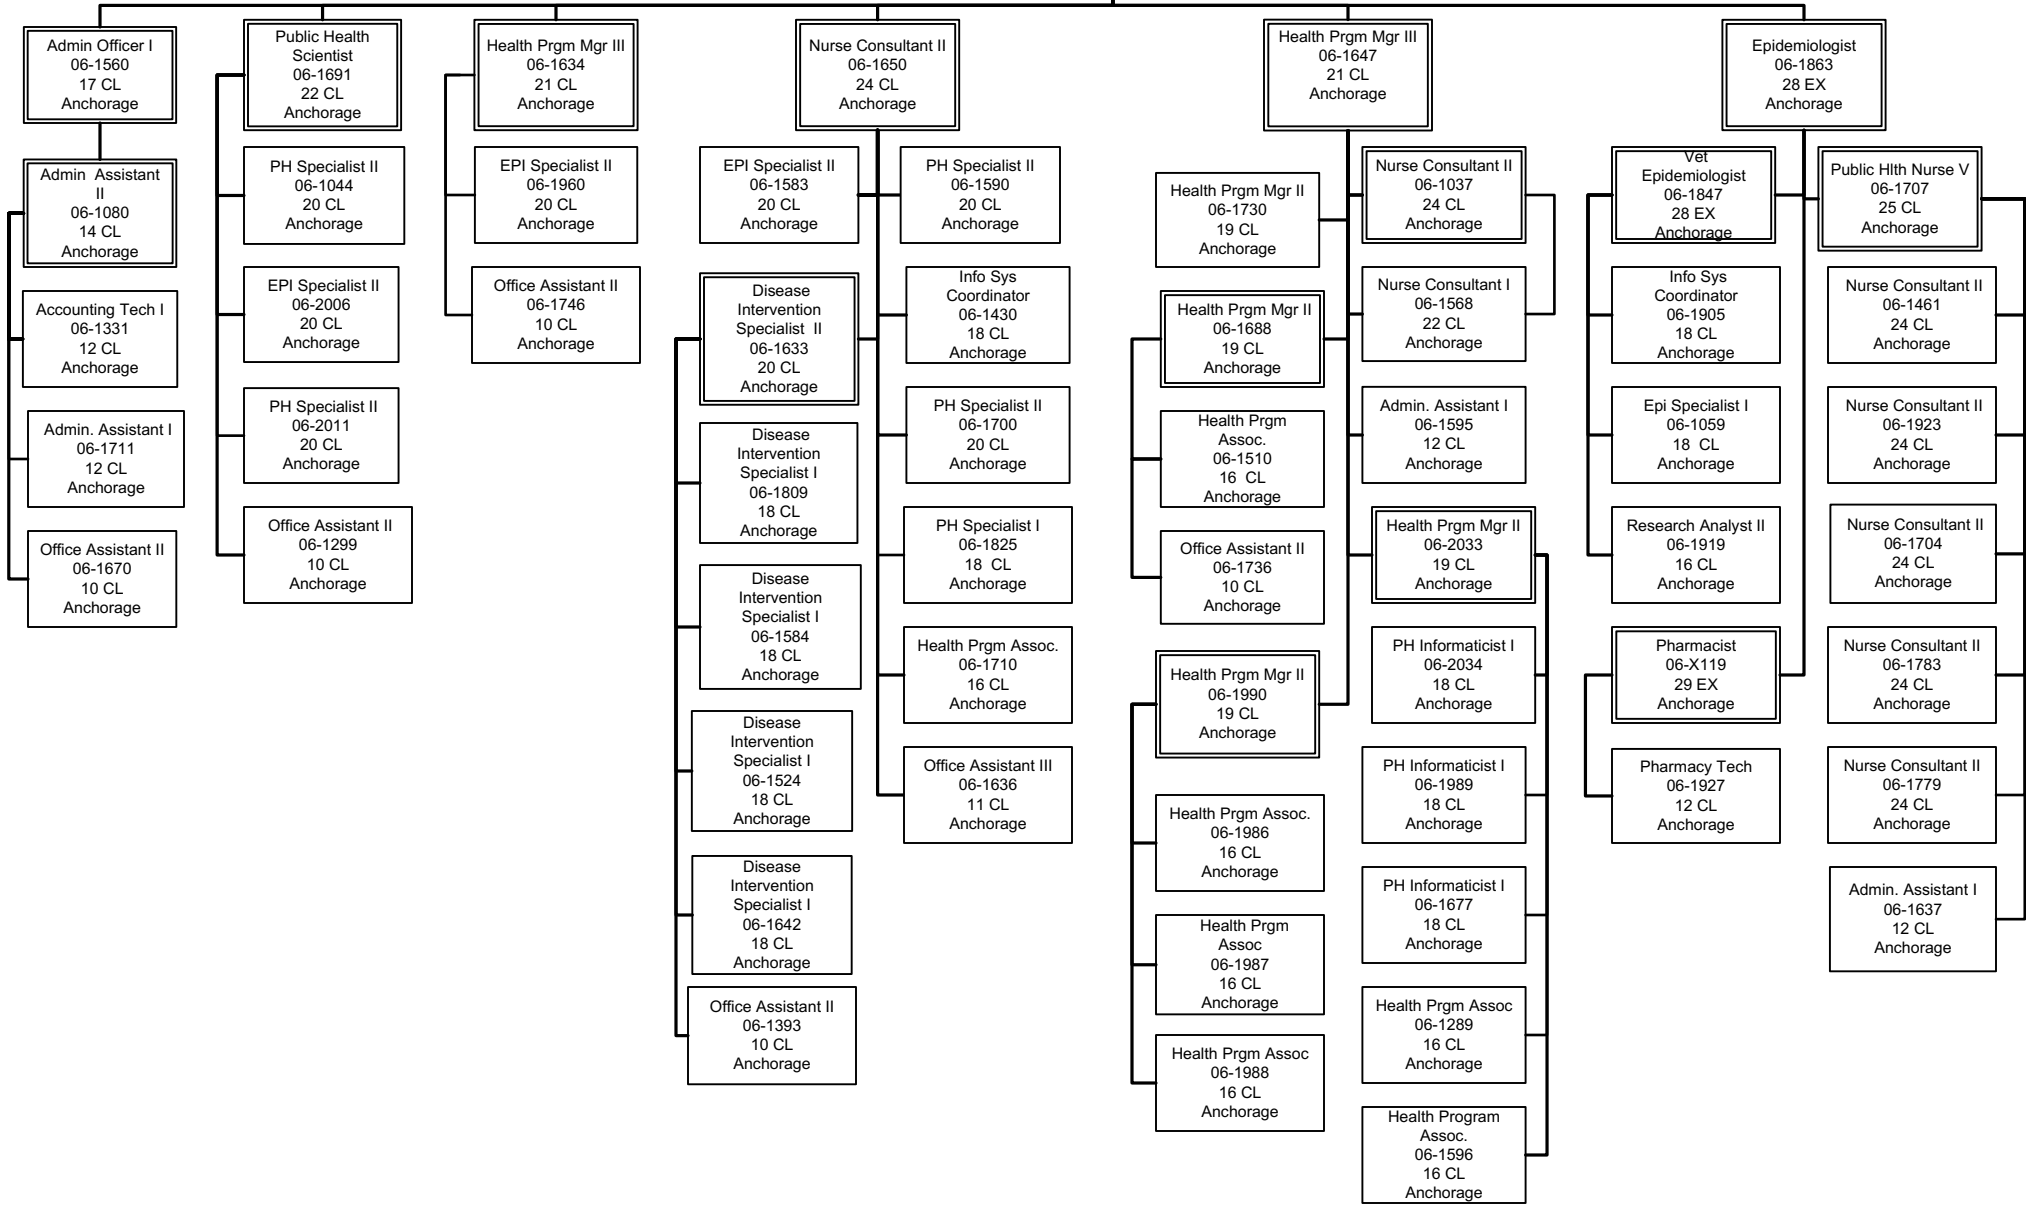 Admin Officer I
06-1560
17 CL
Anchorage
Admin  Assistant
II
06-1080
14 CL
Anchorage
Accounting Tech I
06-1331
12 CL
Anchorage
Admin. Assistant I
06-1711
12 CL
Anchorage
Office Assistant II
06-1670
10 CL
Anchorage
Public Health
Scientist
06-1691
22 CL
Anchorage
PH Specialist II
06-1044
20 CL
Anchorage
EPI Specialist II
06-2006
20 CL
Anchorage
PH Specialist II
06-2011
20 CL
Anchorage
Office Assistant II
06-1299
10 CL
Anchorage
Health Prgm Mgr III
06-1634
21 CL
Anchorage
EPI Specialist II
06-1960
20 CL
Anchorage
Office Assistant II
06-1746
10 CL
Anchorage
Nurse Consultant II
06-1650
24 CL
Anchorage
EPI Specialist II
06-1583
20 CL
Anchorage
Disease
Intervention
Specialist  II
06-1633
20 CL
Anchorage
Disease
Intervention
Specialist I
06-1809
18 CL
Anchorage
Disease
Intervention
Specialist I
06-1584
18 CL
Anchorage
Disease
Intervention
Specialist I
06-1524
18 CL
Anchorage
Disease
Intervention
Specialist I
06-1642
18 CL
Anchorage
Office Assistant II
06-1393
10 CL
Anchorage
PH Specialist II
06-1590
20 CL
Anchorage
Info Sys
Coordinator
06-1430
18 CL
Anchorage
PH Specialist II
06-1700
20 CL
Anchorage
PH Specialist I
06-1825
18  CL
Anchorage
Health Prgm Assoc.
06-1710
16 CL
Anchorage
Office Assistant III
06-1636
11 CL
Anchorage
Health Prgm Mgr III
06-1647
21 CL
Anchorage
Health Prgm Mgr II
06-1730
19 CL
Anchorage
Health Prgm Mgr II
06-1688
19 CL
Anchorage
Health Prgm
Assoc.
06-1510
16  CL
Anchorage
Office Assistant II
06-1736
10 CL
Anchorage
Health Prgm Mgr II
06-1990
19 CL
Anchorage
Health Prgm Assoc.
06-1986
16 CL
Anchorage
Health Prgm
Assoc
06-1987
16 CL
Anchorage
Health Prgm Assoc
06-1988
16 CL
Anchorage
Nurse Consultant II
06-1037
24 CL
Anchorage
Nurse Consultant I
06-1568
22 CL
Anchorage
Admin. Assistant I
06-1595
12 CL
Anchorage
Health Prgm Mgr II
06-2033
19 CL
Anchorage
PH Informaticist I
06-2034
18 CL
Anchorage
PH Informaticist I
06-1989
18 CL
Anchorage
PH Informaticist I
06-1677
18 CL
Anchorage
Health Prgm Assoc
06-1289
16 CL
Anchorage
Health Program
Assoc.
06-1596
16 CL
Anchorage
Epidemiologist
06-1863
28 EX
Anchorage
Vet
Epidemiologist
06-1847
28 EX
Anchorage
Info Sys
Coordinator
06-1905
18 CL
Anchorage
Epi Specialist I
06-1059
18  CL
Anchorage
Research Analyst II
06-1919
16 CL
Anchorage
Pharmacist
06-X119
29 EX
Anchorage
Pharmacy Tech
06-1927
12 CL
Anchorage
Public Hlth Nurse V
06-1707
25 CL
Anchorage
Nurse Consultant II
06-1461
24 CL
Anchorage
Nurse Consultant II
06-1923
24 CL
Anchorage
Nurse Consultant II
06-1704
24 CL
Anchorage
Nurse Consultant II
06-1783
24 CL
Anchorage
Nurse Consultant II
06-1779
24 CL
Anchorage
Admin. Assistant I
06-1637
12 CL
Anchorage